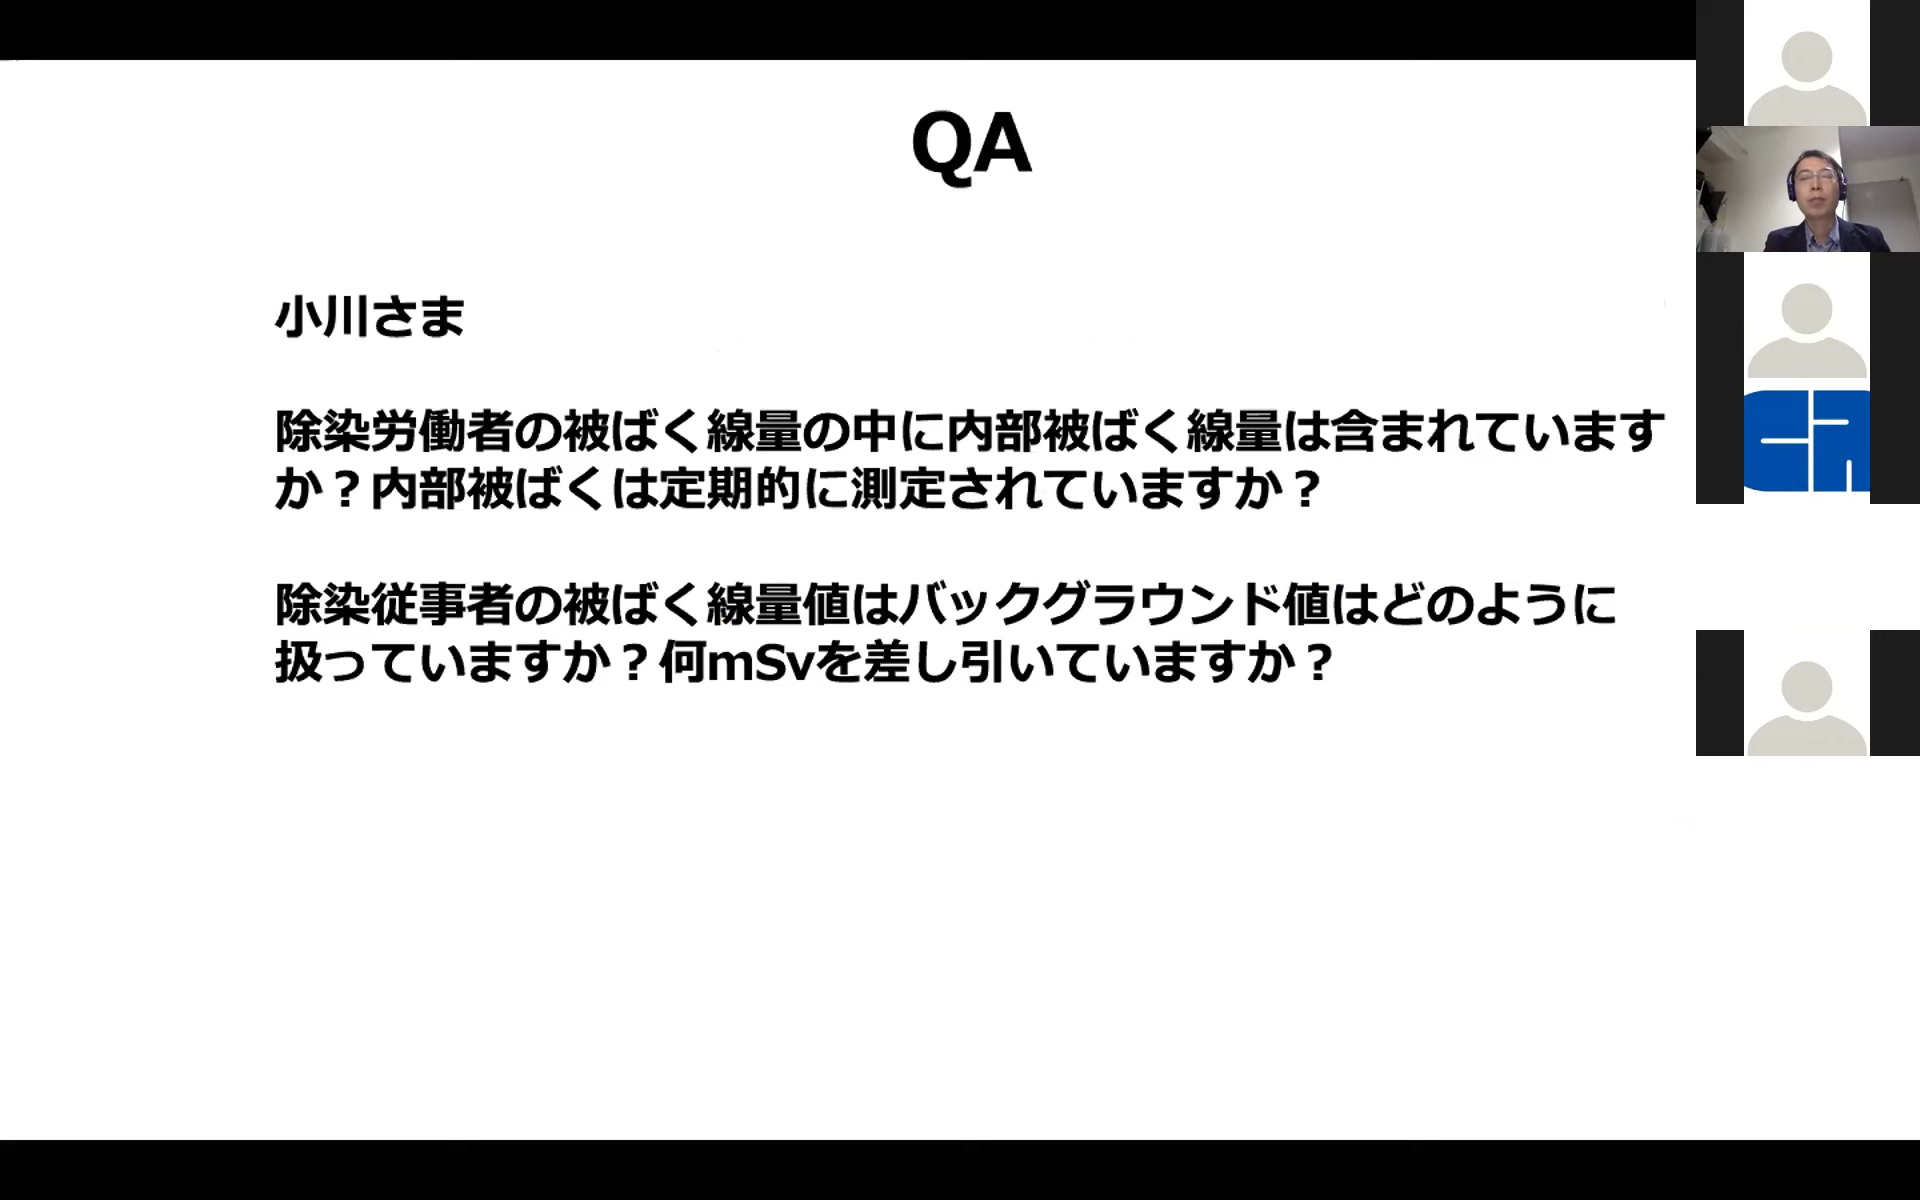 QA
小川さま
除染労働者の被ばく線量の中に内部被ばく線量は含まれています
か？内部被ばくは定期的に測定されていますか？
除染従事者の被ばく線量値はバックグラウンド値はどのように
扱っていますか？何mSvを差し引いていますか？